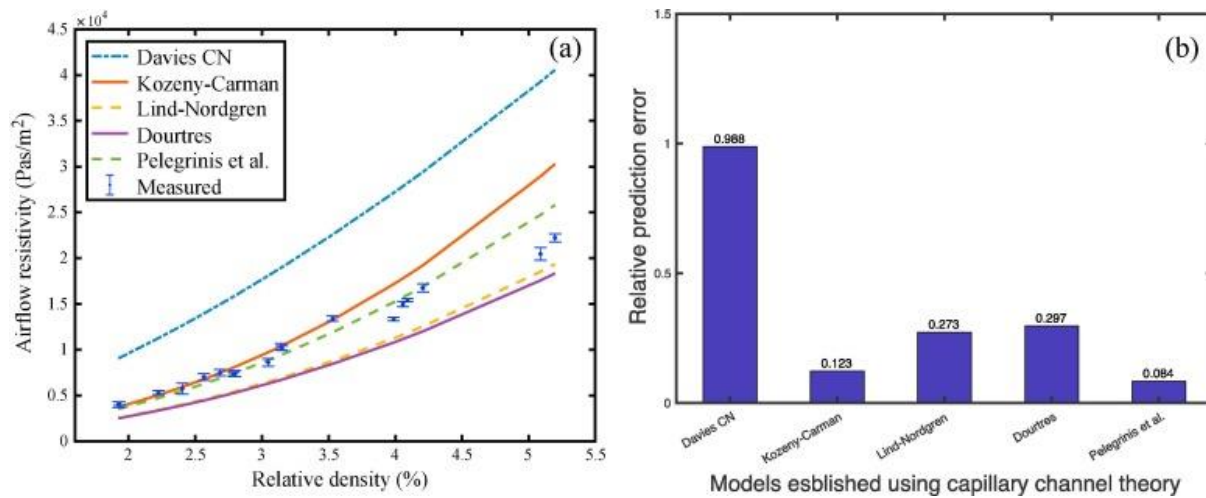 ×10⁴
(a)
Davies CN
Kozeny-Carman
Lind-Nordgren
Dourtres
Pelegrinis et al.
Measured
4.5
4
3.5
3
2.5
2
1.5
1
0.5
0
Airflow resistivity (Pas/m²)
2 2.5 3 3.5 4 4.5 5 5.5
Relative density (%)
(b)
1.5
1
0.5
0
Relative prediction error
0.988
0.123
0.273
0.297
0.084
Davies CN
Kozeny-Carman
Lind-Nordgren
Dourtres
Pelegrinis et al.
Models esblished using capillary channel theory